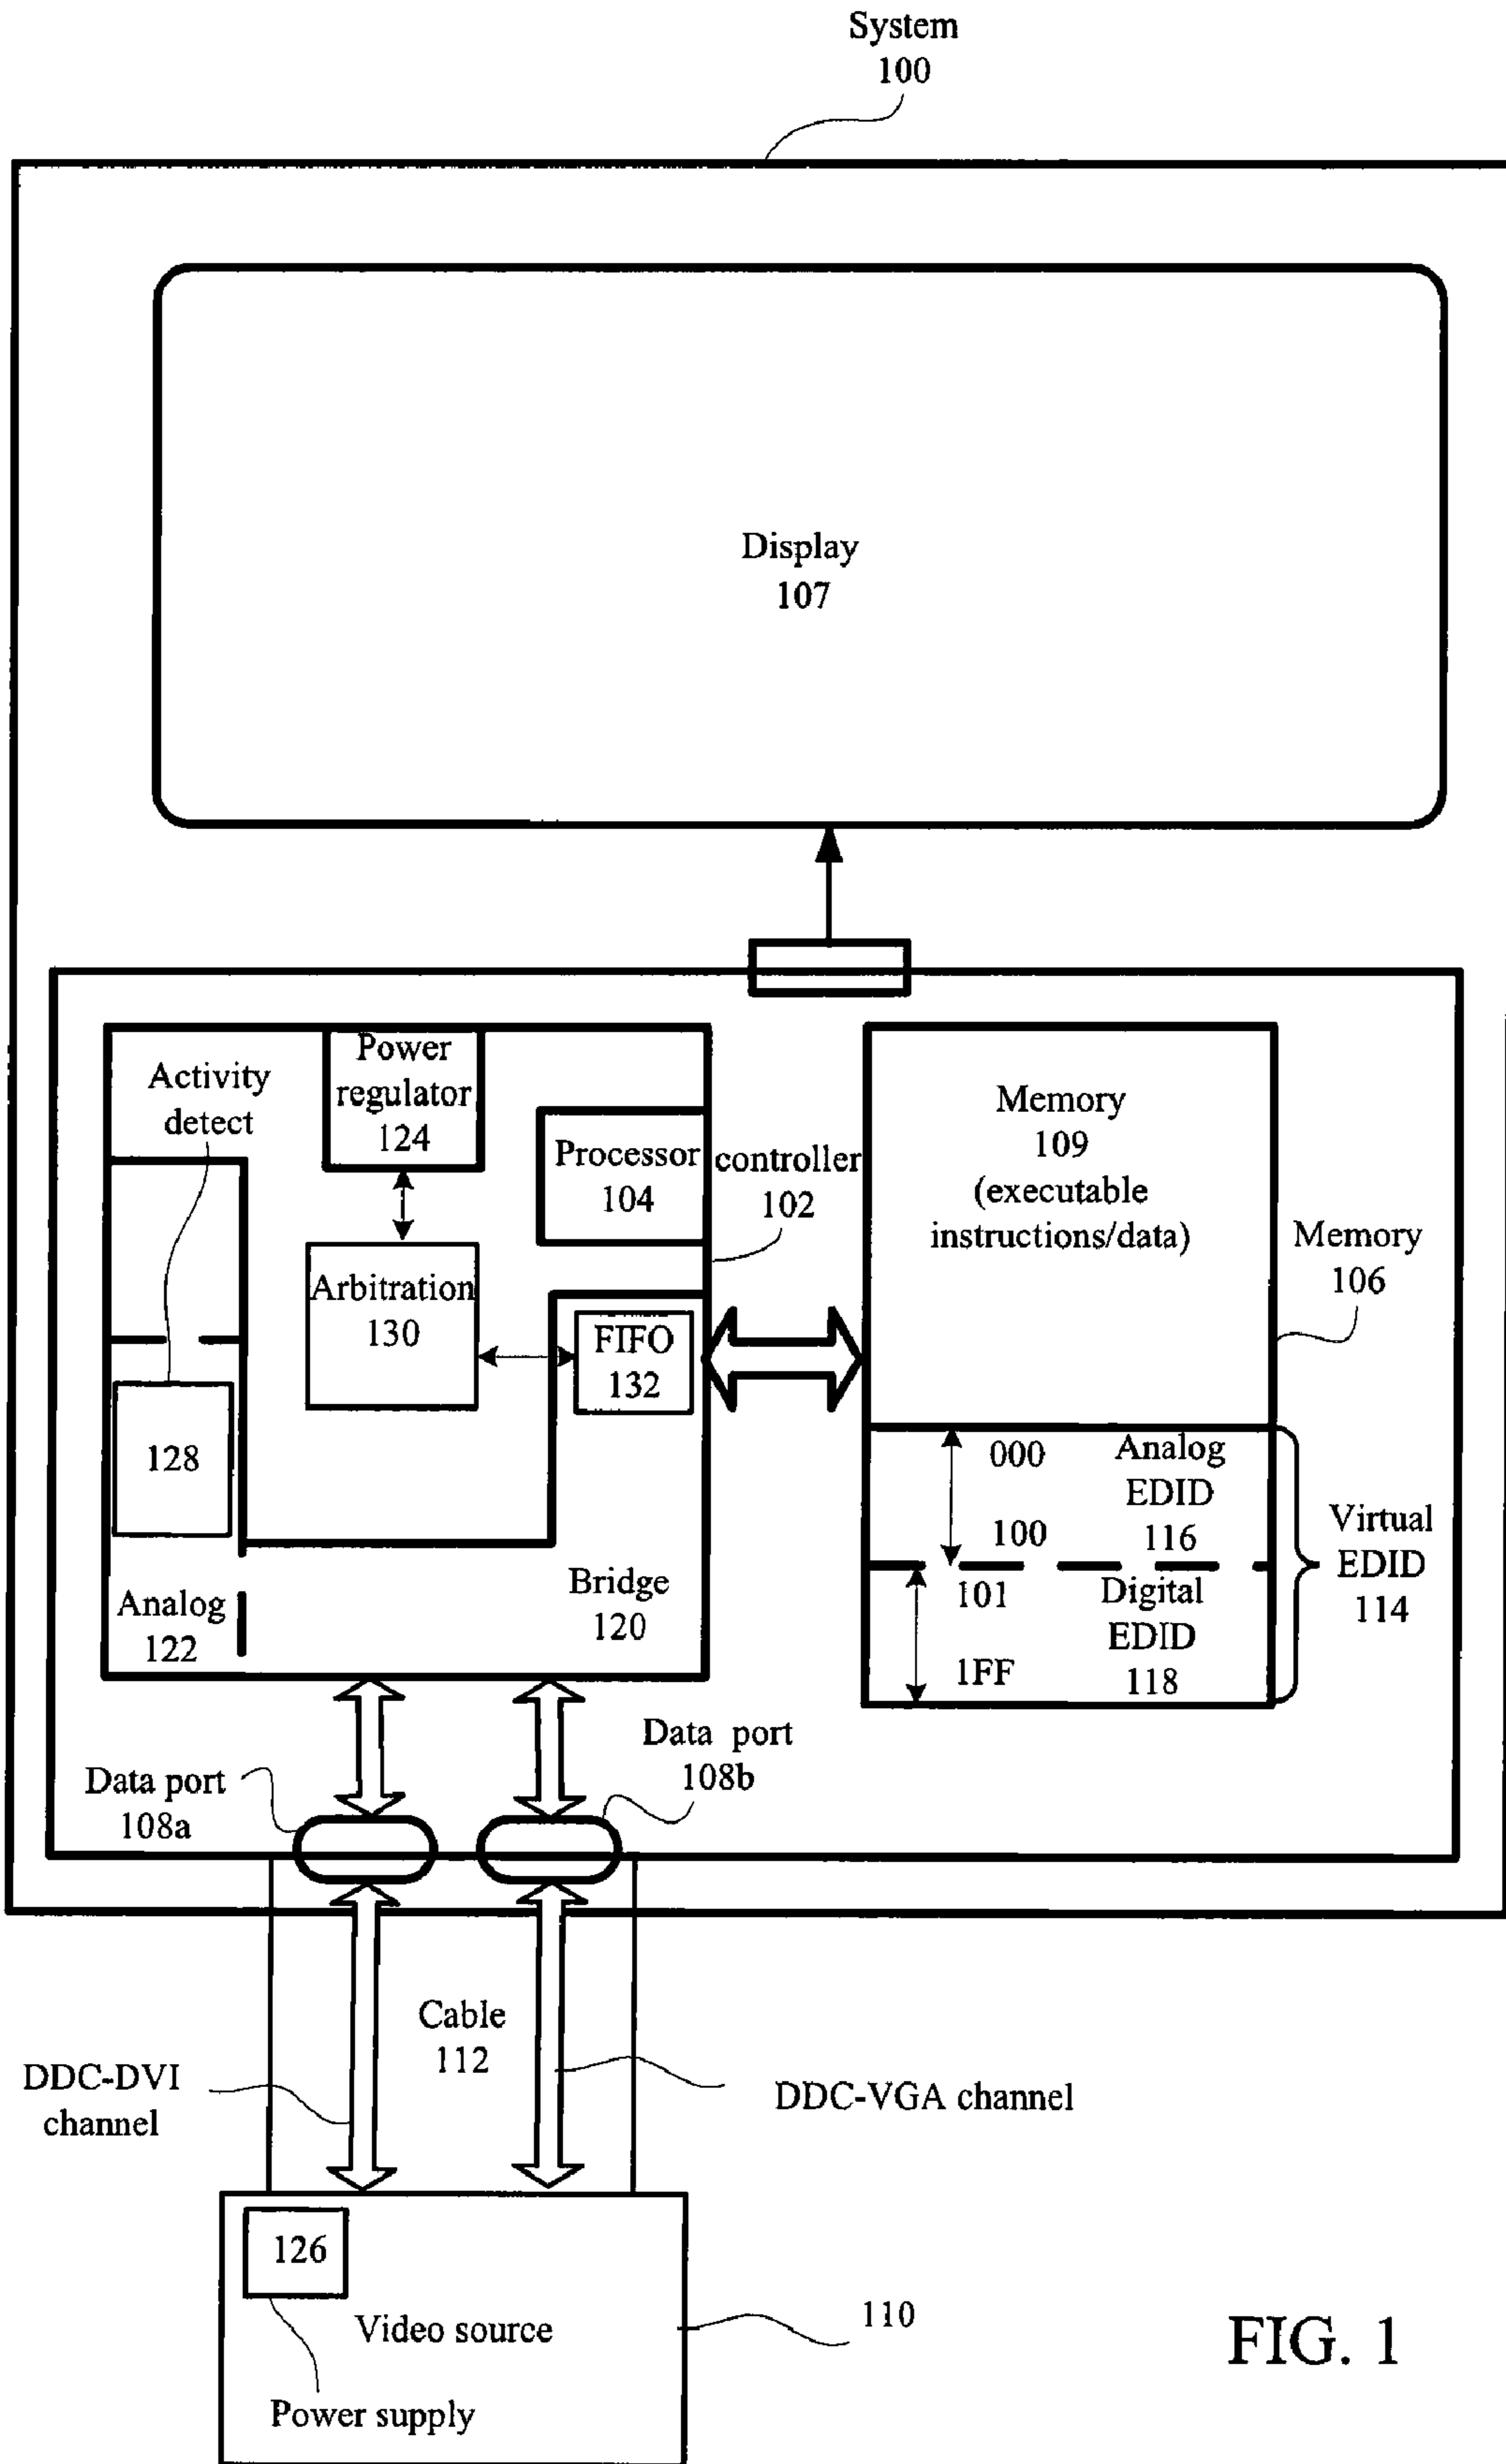 System
100
Display
107
Activity
detect
Power
regulator
124
Processor
104
controller
102
Memory
109
(executable
instructions/data)
Memory
106
Arbitration
130
FIFO
132
128
000
Analog
EDID
116
100
101
Digital
EDID
118
1FF
Virtual
EDID
114
Analog
122
Bridge
120
Data port
108a
Data port
108b
Cable
112
DDC-DVI
channel
DDC-VGA channel
126
Video source
110
Power supply
FIG. 1